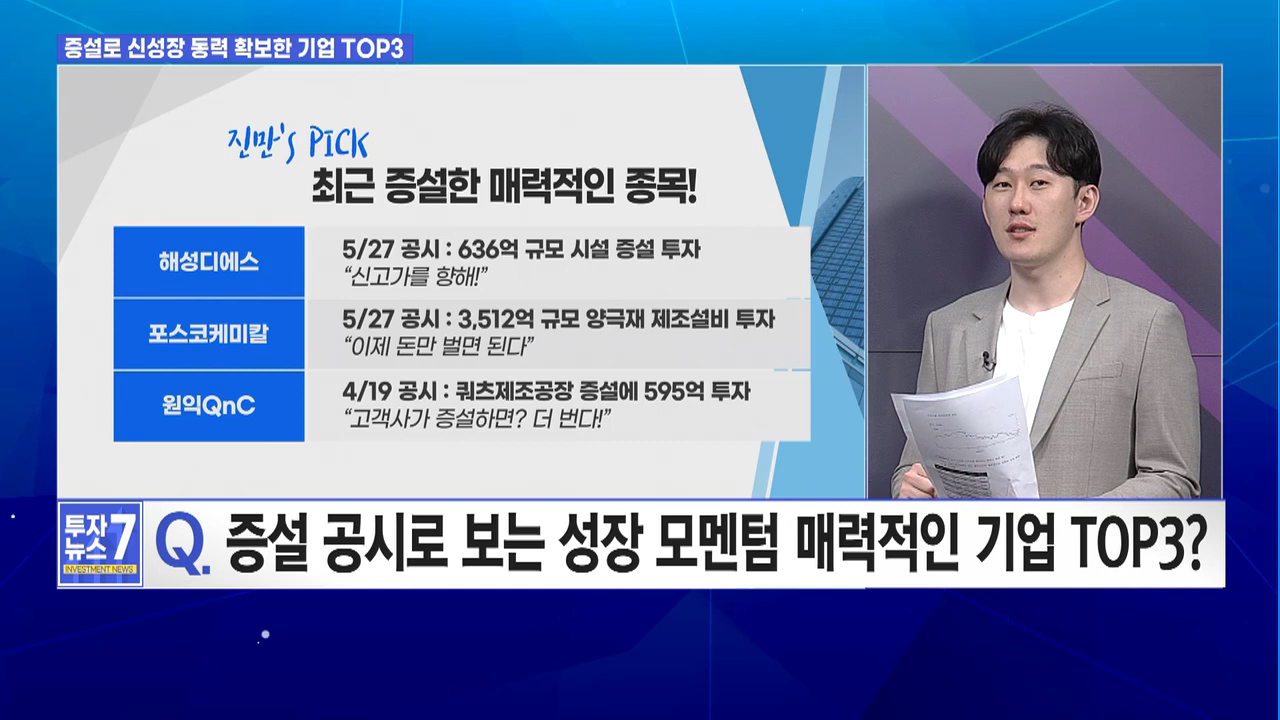 증설로 신성장 동력 확보한 기업 TOP3
진만's PICK
최근 증설한 매력적인 종목!
해성디에스
5/27 공시 : 636억 규모 시설 증설 투자
“신고가를 향해!”
포스코케미칼
5/27 공시 : 3,512억 규모 양극재 제조설비 투자
“이제 돈만 벌면 된다”
원익QnC
4/19 공시 : 쿼츠제조공장 증설에 595억 투자
“고객사가 증설하면? 더 번다!”
투자
뉴스7
INVESTMENT NEWS
Q. 증설 공시로 보는 성장 모멘텀 매력적인 기업 TOP3?